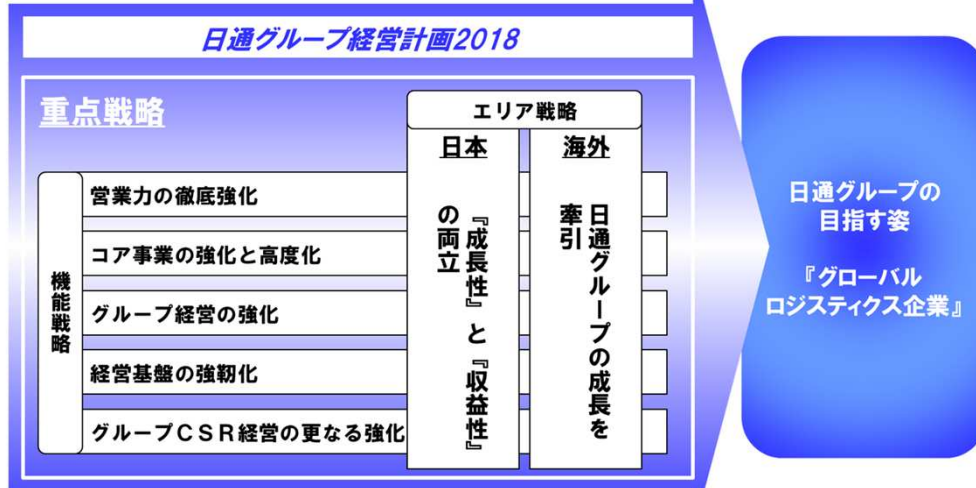 日通グループ経営計画2018
重点戦略
エリア戦略
日本
海外
『成長性』と『収益性』
の両立
日通グループの成長を
牽引
機能戦略
営業力の徹底強化
コア事業の強化と高度化
グループ経営の強化
経営基盤の強靭化
グループCSR経営の更なる強化
日通グループの
目指す姿
『グローバル
ロジスティクス企業』